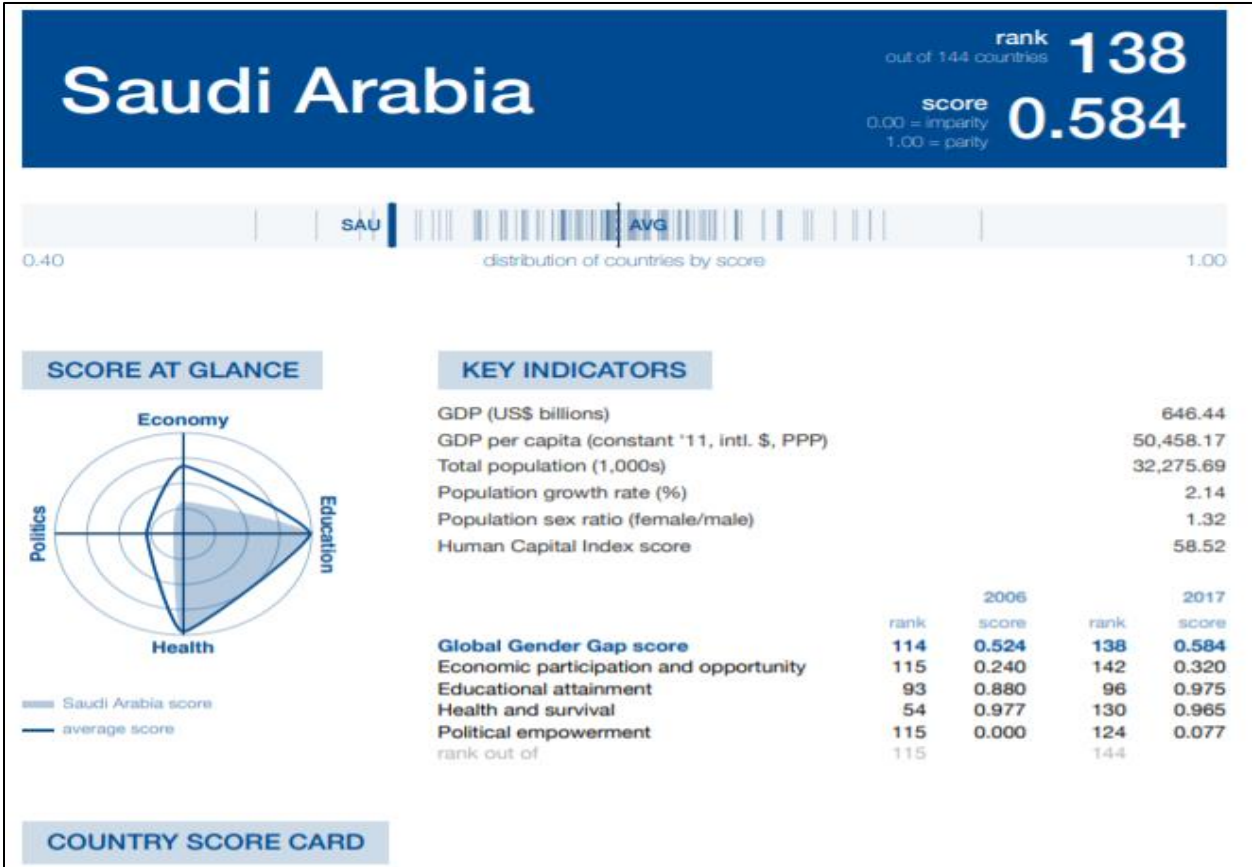 Saudi Arabia
rank
out of 144 countries
138
score
0.00 = imparity
1.00 = parity
0.584
SAU
AVG
0.40
distribution of countries by score
1.00
SCORE AT GLANCE
Economy
Education
Politics
Health
Saudi Arabia score
average score
KEY INDICATORS
GDP (US$ billions) 646.44
GDP per capita (constant '11, intl. $, PPP) 50,458.17
Total population (1,000s) 32,275.69
Population growth rate (%) 2.14
Population sex ratio (female/male) 1.32
Human Capital Index score 58.52
2006 2017
rank score rank score
Global Gender Gap score 114 0.524 138 0.584
Economic participation and opportunity 115 0.240 142 0.320
Educational attainment 93 0.880 96 0.975
Health and survival 54 0.977 130 0.965
Political empowerment 115 0.000 124 0.077
rank out of 115 144
COUNTRY SCORE CARD